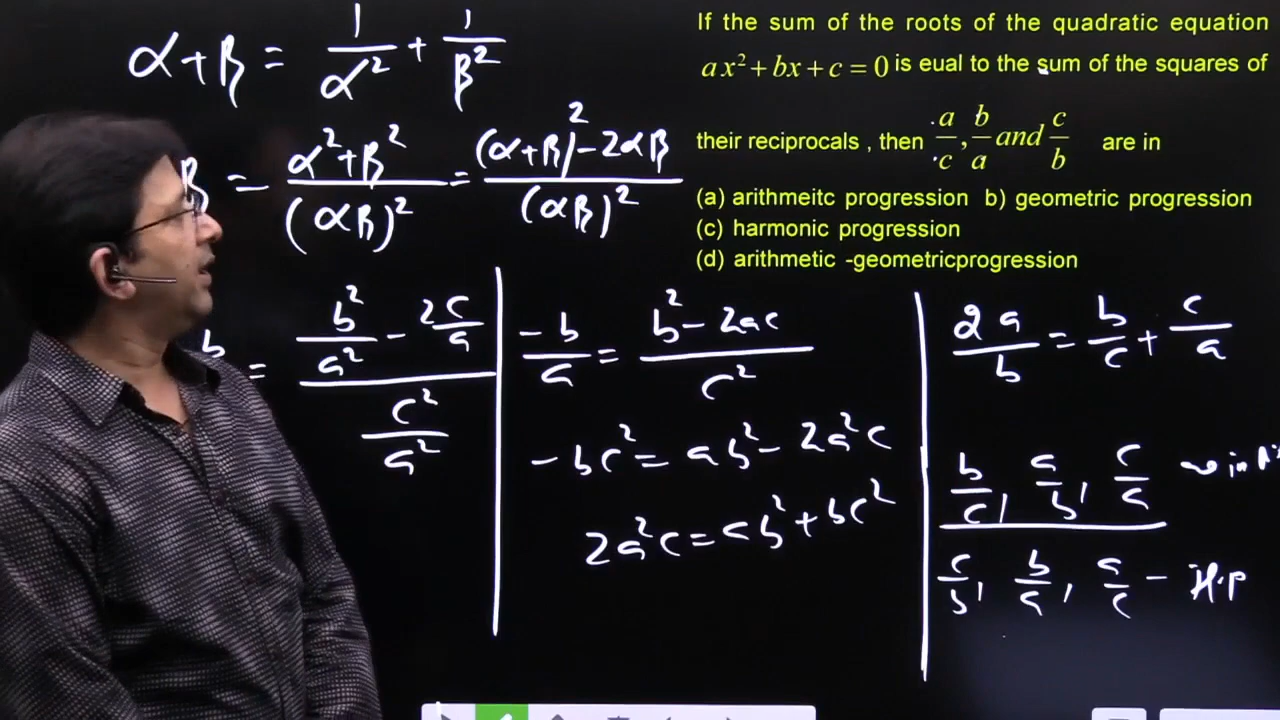 If the sum of the roots of the quadratic equation
ax² + bx + c = 0 is eual to the sum of the squares of
their reciprocals , then a/c , b/a and c/b are in
(a) arithmeitc progression b) geometric progression
(c) harmonic progression
(d) arithmetic -geometricprogression
α+β = 1/α² + 1/β²
β = (α²+β²)/(αβ)² = ((α+β)²-2αβ)/(αβ)²
b = (b²/a² - 2c/a)/(c²/a²)
-b/a = (b²-2ac)/c²
-bc² = ab² - 2a²c
2a²c = ab² + bc²
2a/b = b/c + c/a
b/c, a/b, c/a in
c/b, b/a, a/c - H.P